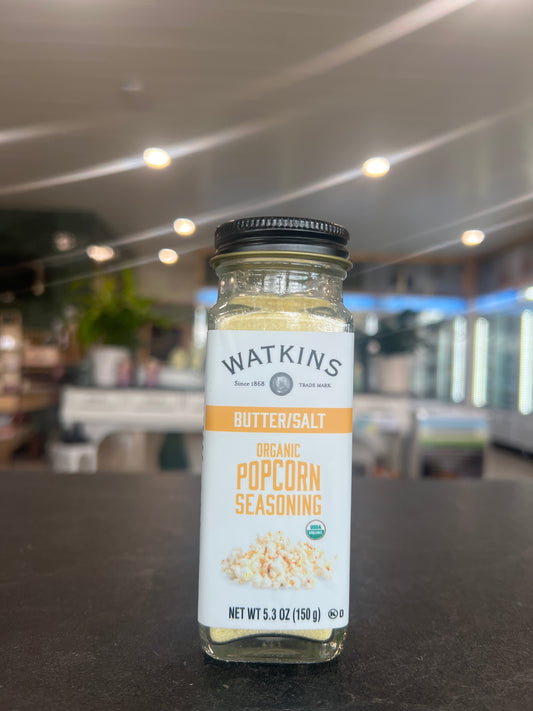 WATKINS
Since 1868 TRADE MARK
BUTTER/SALT
ORGANIC
POPCORN
SEASONING
USDA
ORGANIC
NET WT 5.3 OZ (150 g) K D